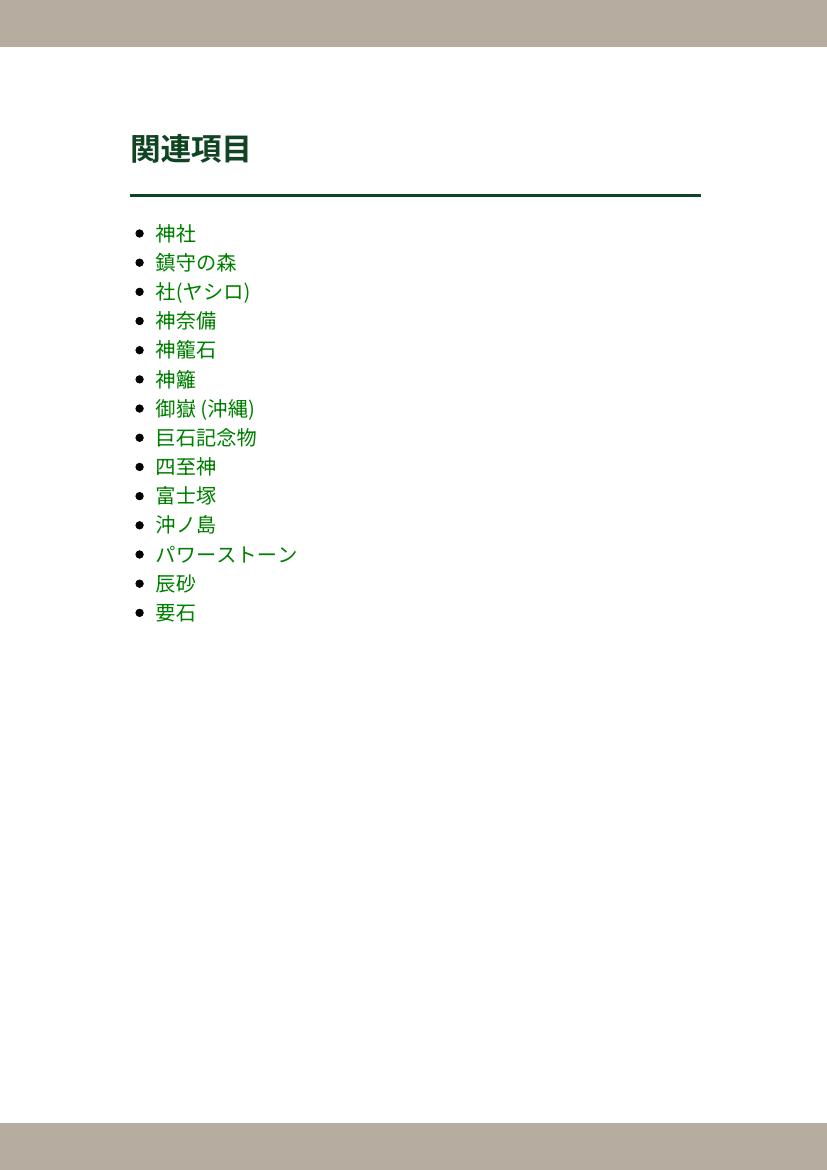 関連項目
神社
鎮守の森
社(ヤシロ)
神奈備
神籠石
神籬
御嶽 (沖縄)
巨石記念物
四至神
富士塚
沖ノ島
パワーストーン
辰砂
要石